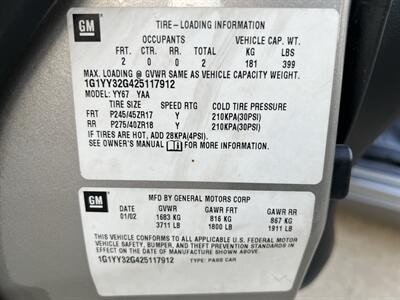 GM
TIRE-LOADING INFORMATION
OCCUPANTS VEHICLE CAP. WT.
FRT. CTR. RR. TOTAL KG LBS
2 0 0 2 181 399
MAX. LOADING @ GVWR SAME AS VEHICLE CAPACITY WEIGHT.
1G1YY32G425117912
MODEL: YY67 YAA
TIRE SIZE SPEED RTG COLD TIRE PRESSURE
FRT P245/45ZR17 Y 210KPA(30PSI)
RR P275/40ZR18 Y 210KPA(30PSI)
IF TIRES ARE HOT, ADD 28KPA(4PSI).
SEE OWNER'S MANUAL FOR MORE INFORMATION.
GM
MFD BY GENERAL MOTORS CORP
DATE GVWR GAWR FRT GAWR RR
01/02 1683 KG 816 KG 867 KG
3711 LB 1800 LB 1911 LB
THIS VEHICLE CONFORMS TO ALL APPLICABLE U.S. FEDERAL MOTOR
VEHICLE SAFETY, BUMPER, AND THEFT PREVENTION STANDARDS IN
EFFECT ON THE DATE OF MANUFACTURE SHOWN ABOVE.
1G1YY32G425117912 TYPE: PASS CAR